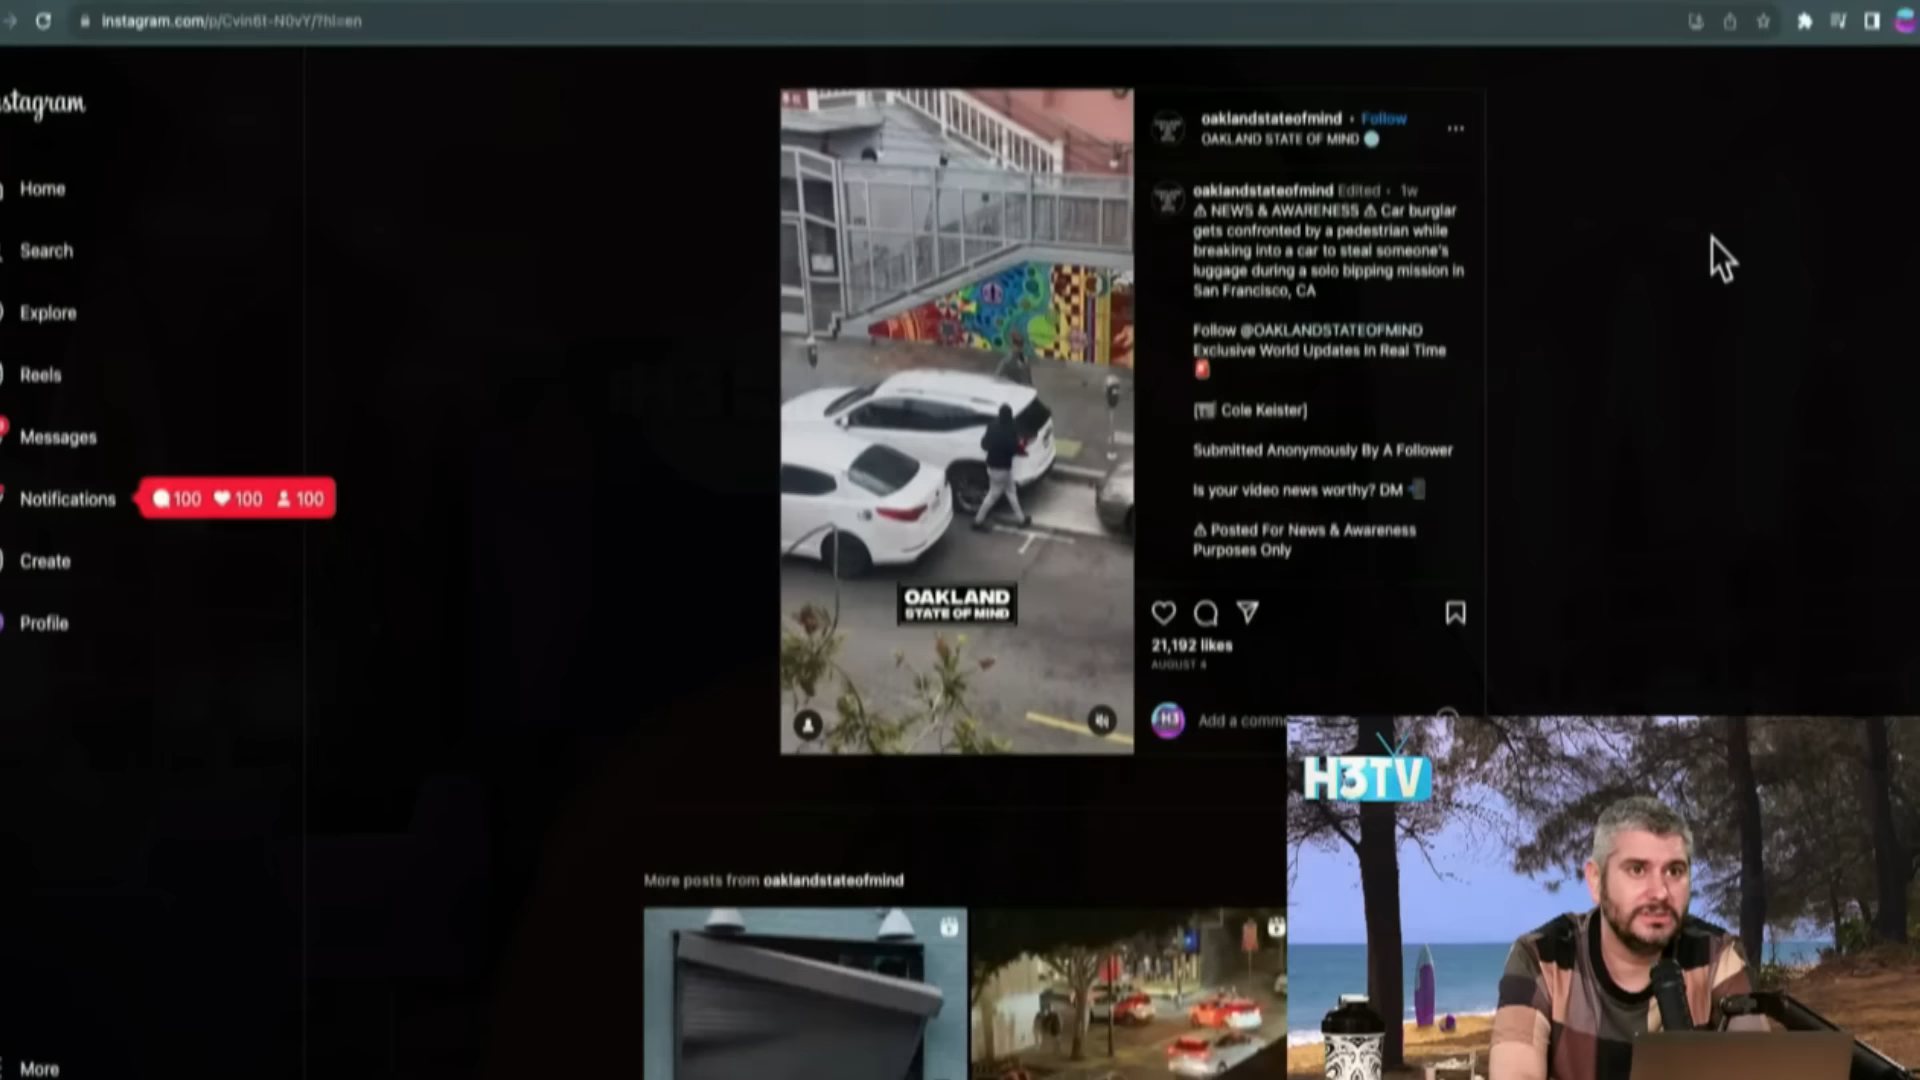 instagram.com/p/Cvin6t-N0vY/?hl=en
stagram
Home
Search
Explore
Reels
Messages
Notifications
100 100 100
Create
Profile
More
OAKLAND
STATE OF MIND
oaklandstateofmind • Follow
OAKLAND STATE OF MIND
oaklandstateofmind Edited • 1w
⚠ NEWS & AWARENESS ⚠ Car burglar
gets confronted by a pedestrian while
breaking into a car to steal someone's
luggage during a solo bipping mission in
San Francisco, CA
Follow @OAKLANDSTATEOFMIND
Exclusive World Updates In Real Time
Cole Keister]
Submitted Anonymously By A Follower
Is your video news worthy? DM
⚠ Posted For News & Awareness
Purposes Only
21,192 likes
AUGUST 4
H3
Add a comme
More posts from oaklandstateofmind
H3TV